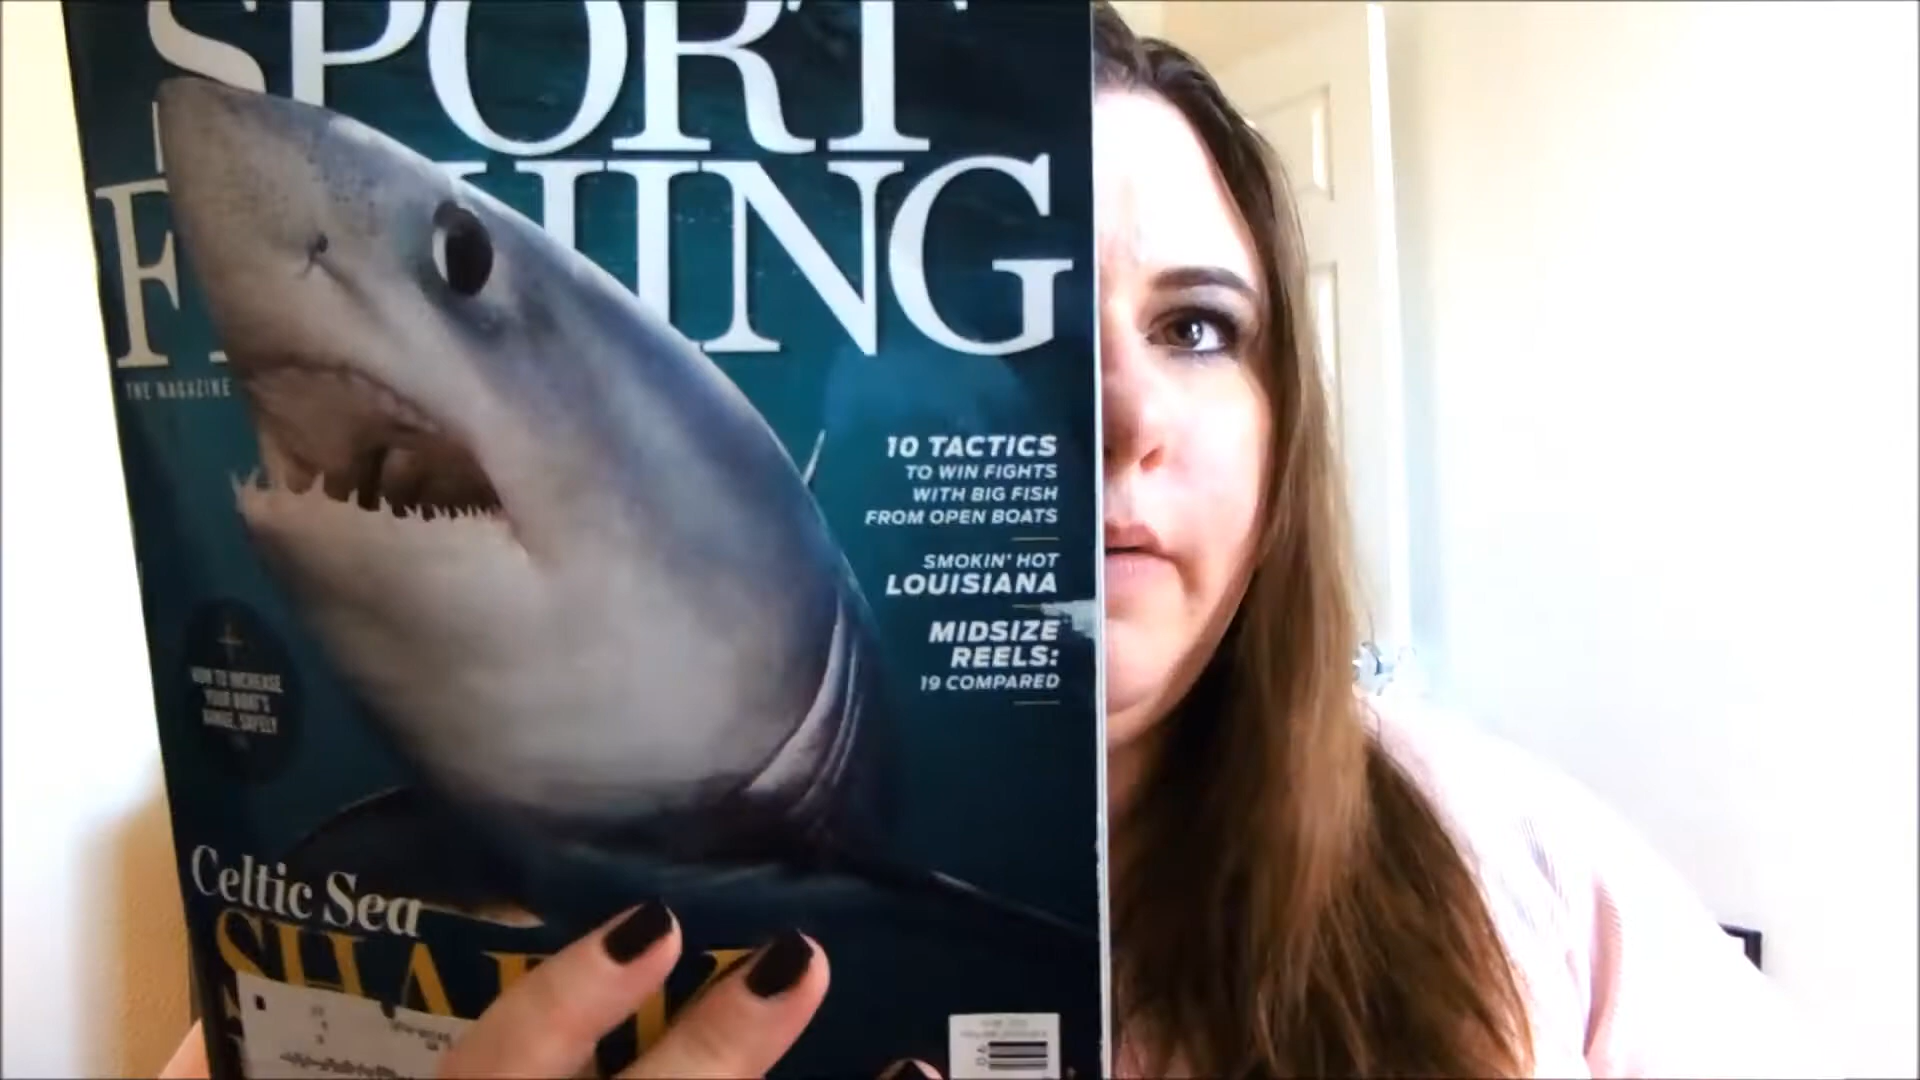 SPORT
FISHING
THE MAGAZINE
10 TACTICS
TO WIN FIGHTS
WITH BIG FISH
FROM OPEN BOATS
SMOKIN' HOT
LOUISIANA
MIDSIZE
REELS:
19 COMPARED
HOW TO INCREASE
YOUR BOAT'S
RANGE, SAFELY
Celtic Sea